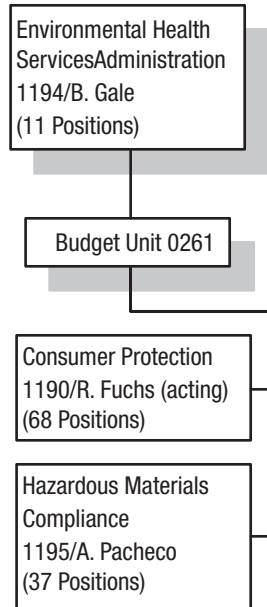 Environmental Health
ServicesAdministration
1194/B. Gale
(11 Positions)
Budget Unit 0261
Consumer Protection
1190/R. Fuchs (acting)
(68 Positions)
Hazardous Materials
Compliance
1195/A. Pacheco
(37 Positions)